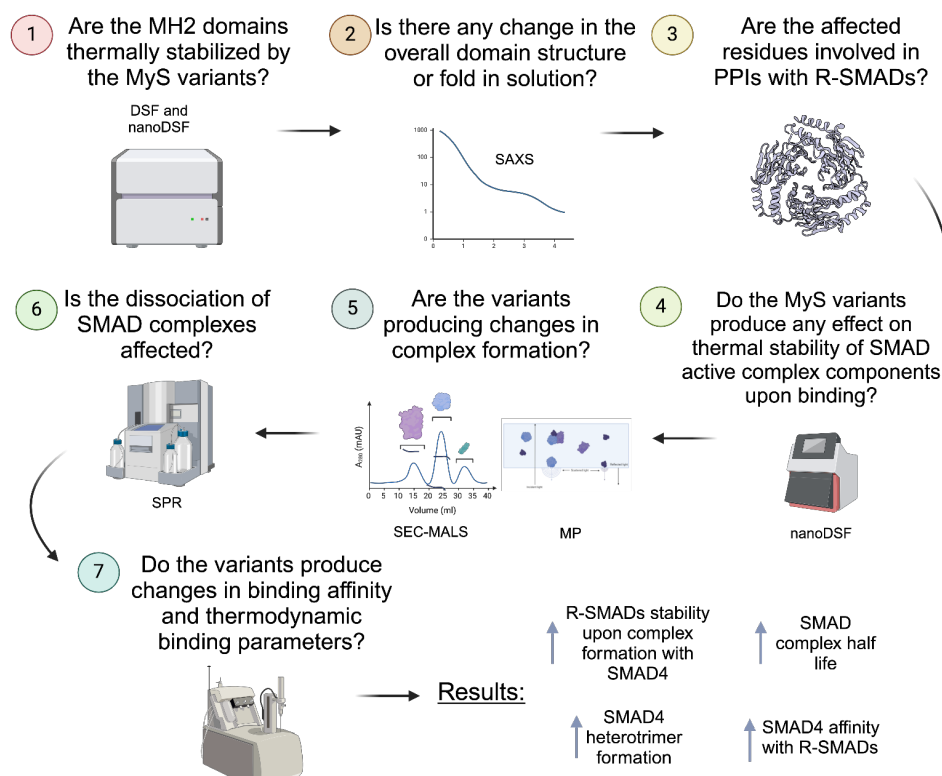 1
Are the MH2 domains
thermally stabilized by
the MyS variants?
DSF and
nanoDSF
2
Is there any change in the
overall domain structure
or fold in solution?
SAXS
1000
100
10
1
0 1 2 3 4
3
Are the affected
residues involved in
PPIs with R-SMADs?
4
Do the MyS variants
produce any effect on
thermal stability of SMAD
active complex components
upon binding?
nanoDSF
5
Are the variants
producing changes in
complex formation?
A280 (mAU)
0 5 10 15 20 25 30 35 40
Volume (ml)
SEC-MALS
MP
6
Is the dissociation of
SMAD complexes
affected?
SPR
7
Do the variants produce
changes in binding affinity
and thermodynamic
binding parameters?
Results:
R-SMADs stability
upon complex
formation with
SMAD4
SMAD
complex half
life
SMAD4
heterotrimer
formation
SMAD4 affinity
with R-SMADs